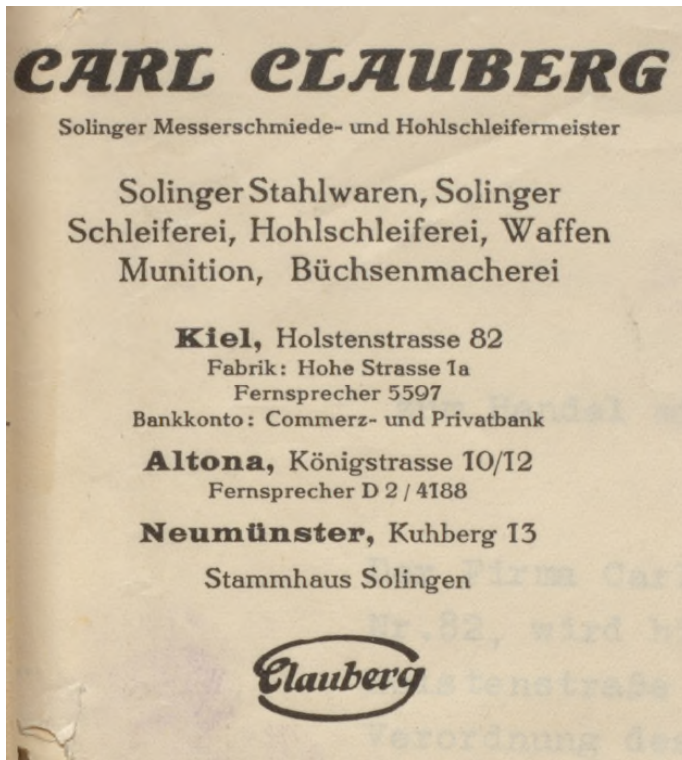 CARL CLAUBERG
Solinger Messerschmiede- und Hohlschleifermeister
Solinger Stahlwaren, Solinger
Schleiferei, Hohlschleiferei, Waffen
Munition, Büchsenmacherei
Kiel, Holstenstrasse 82
Fabrik: Hohe Strasse 1a
Fernsprecher 5597
Bankkonto: Commerz- und Privatbank
Handel
Altona, Königstrasse 10/12
Fernsprecher D 2 / 4188
Neumünster, Kuhberg 13
Firma Carl
Stammhaus Solingen
Nr.82, wird
Clauberg
Verordnung des